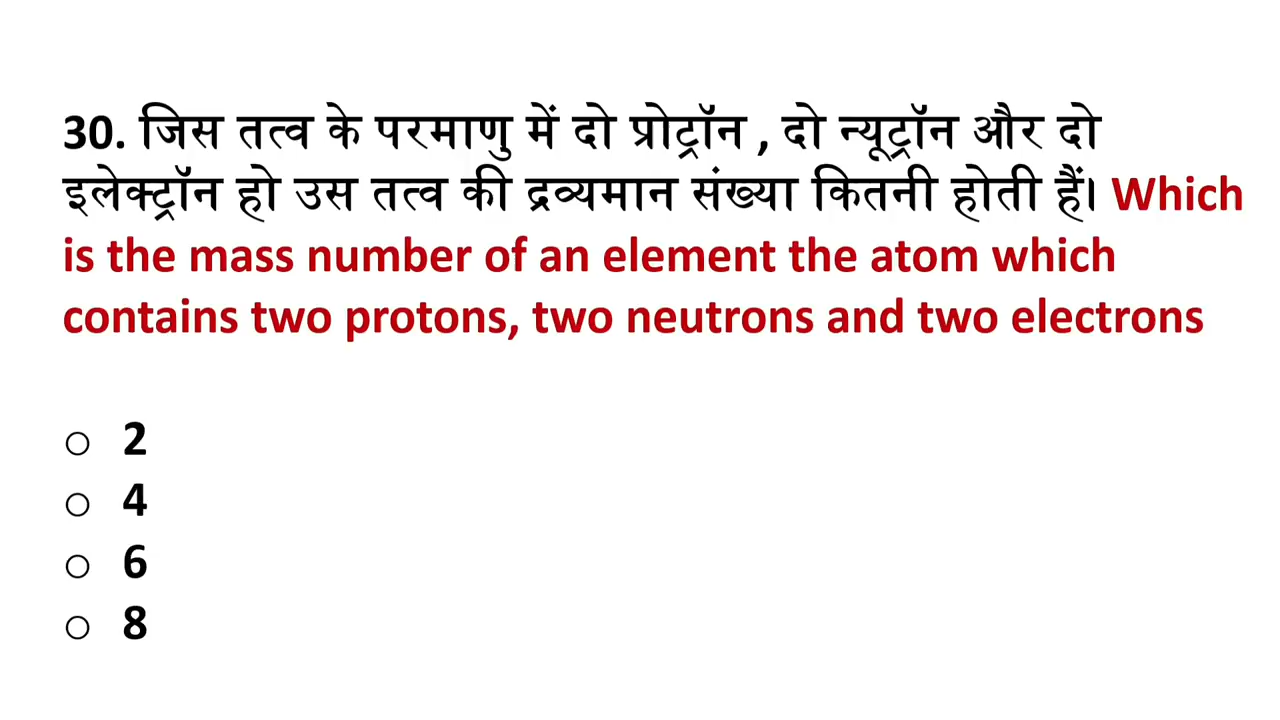 30. जिस तत्व के परमाणु में दो प्रोट्रॉन , दो न्यूट्रॉन और दो
इलेक्ट्रॉन हो उस तत्व की द्रव्यमान संख्या कितनी होती हैं। Which
is the mass number of an element the atom which
contains two protons, two neutrons and two electrons
○ 2
○ 4
○ 6
○ 8